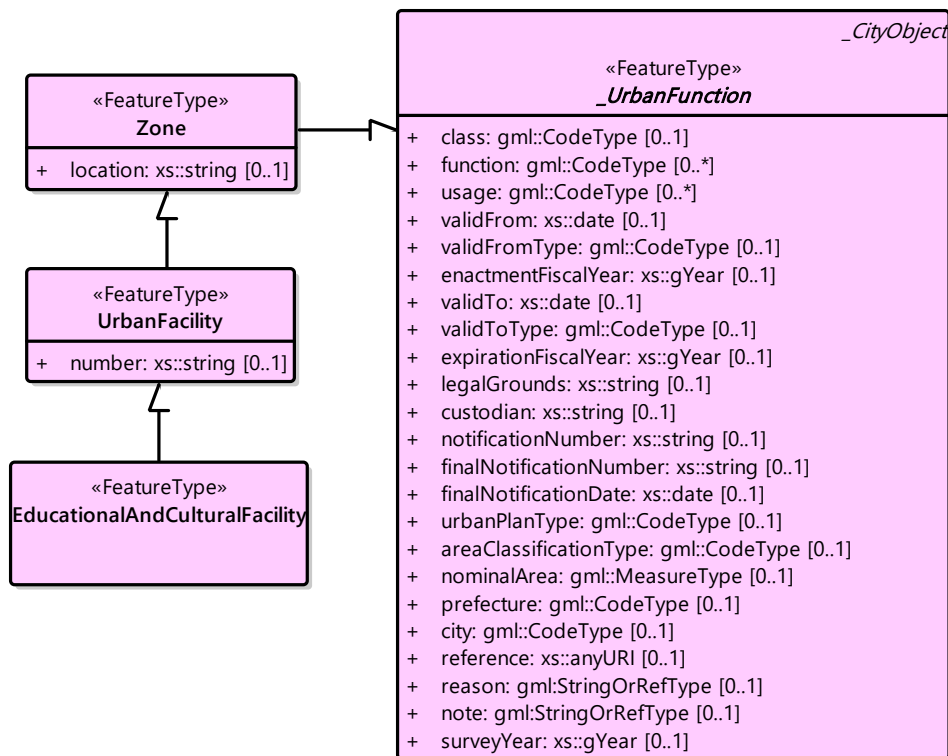 «FeatureType»
Zone
+ location: xs::string [0..1]
«FeatureType»
UrbanFacility
+ number: xs::string [0..1]
«FeatureType»
EducationalAndCulturalFacility
_CityObject
«FeatureType»
_UrbanFunction
+ class: gml::CodeType [0..1]
+ function: gml::CodeType [0..*]
+ usage: gml::CodeType [0..*]
+ validFrom: xs::date [0..1]
+ validFromType: gml::CodeType [0..1]
+ enactmentFiscalYear: xs::gYear [0..1]
+ validTo: xs::date [0..1]
+ validToType: gml::CodeType [0..1]
+ expirationFiscalYear: xs::gYear [0..1]
+ legalGrounds: xs::string [0..1]
+ custodian: xs::string [0..1]
+ notificationNumber: xs::string [0..1]
+ finalNotificationNumber: xs::string [0..1]
+ finalNotificationDate: xs::date [0..1]
+ urbanPlanType: gml::CodeType [0..1]
+ areaClassificationType: gml::CodeType [0..1]
+ nominalArea: gml::MeasureType [0..1]
+ prefecture: gml::CodeType [0..1]
+ city: gml::CodeType [0..1]
+ reference: xs::anyURI [0..1]
+ reason: gml:StringOrRefType [0..1]
+ note: gml:StringOrRefType [0..1]
+ surveyYear: xs::gYear [0..1]